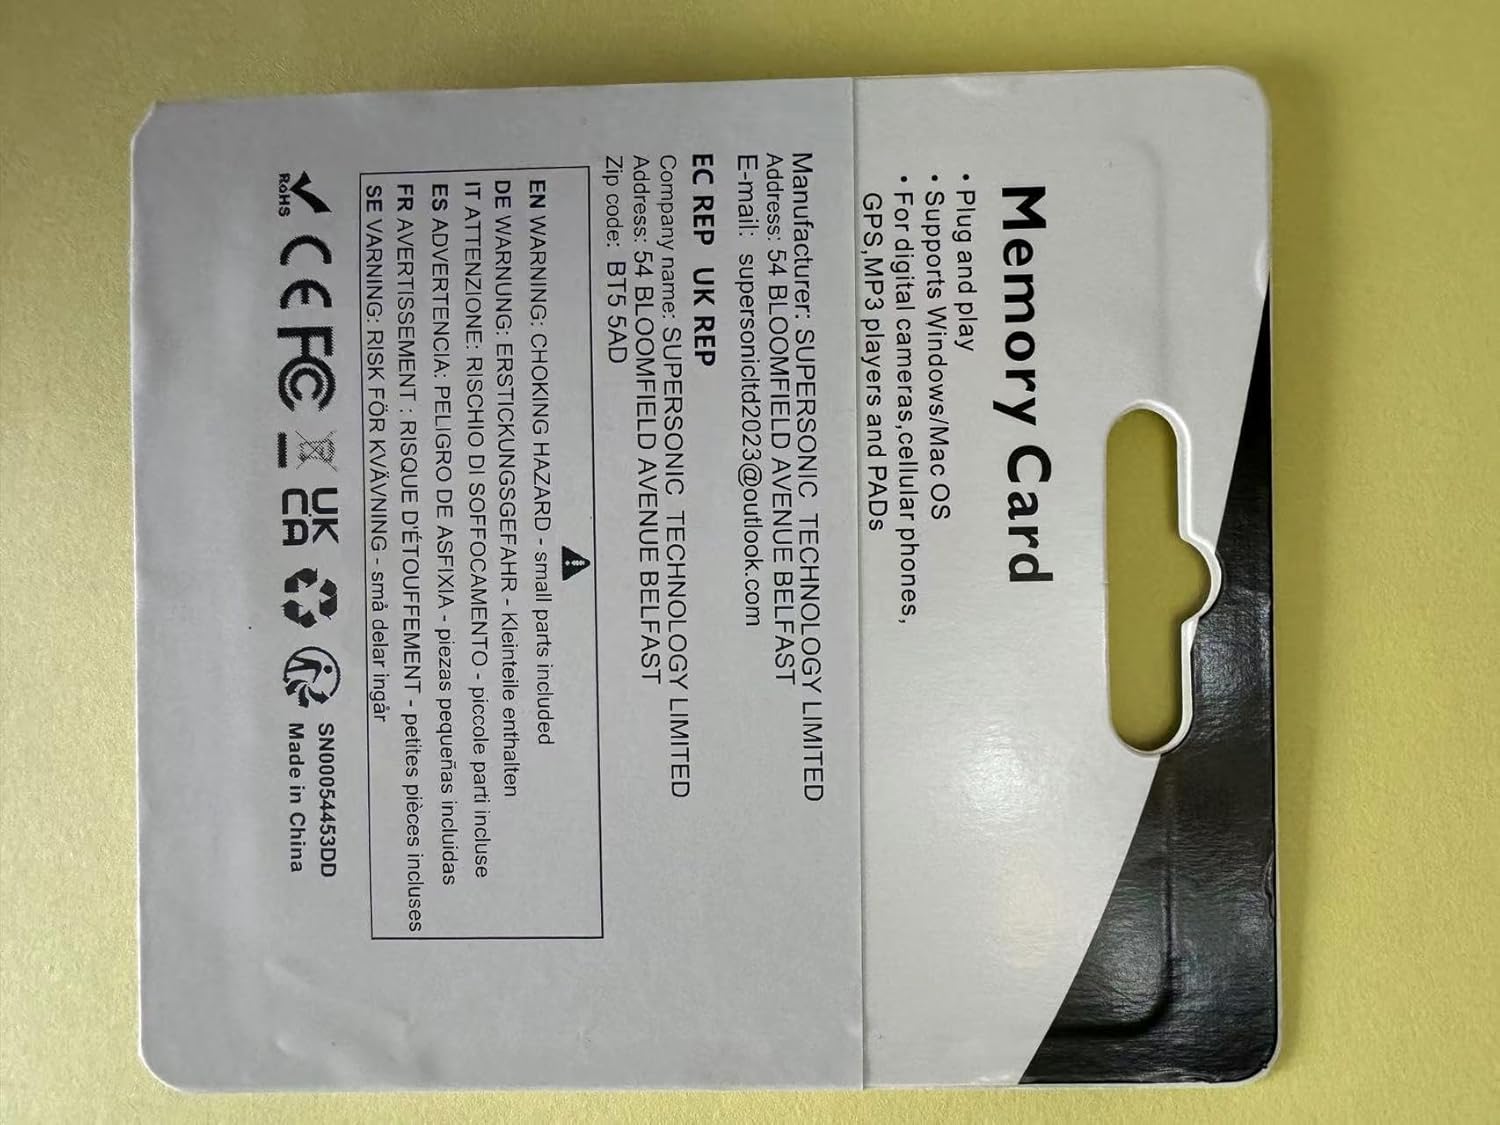 Memory Card
• Plug and play
• Supports Windows/Mac OS
• For digital cameras,cellular phones,
GPS,MP3 players and PADs
Manufacturer: SUPERSONIC TECHNOLOGY LIMITED
Address: 54 BLOOMFIELD AVENUE BELFAST
E-mail: supersonicltd2023@outlook.com
EC REP UK REP
Company name: SUPERSONIC TECHNOLOGY LIMITED
Address: 54 BLOOMFIELD AVENUE BELFAST
Zip code: BT5 5AD
EN WARNING: CHOKING HAZARD - small parts included
DE WARNUNG: ERSTICKUNGSGEFAHR - Kleinteile enthalten
IT ATTENZIONE: RISCHIO DI SOFFOCAMENTO - piccole parti incluse
ES ADVERTENCIA: PELIGRO DE ASFIXIA - piezas pequeñas incluidas
FR AVERTISSEMENT : RISQUE D'ÉTOUFFEMENT - petites pièces incluses
SE VARNING: RISK FÖR KVÄVNING - små delar ingår
RoHS CE FC UK CA SN00054453DD
Made in China